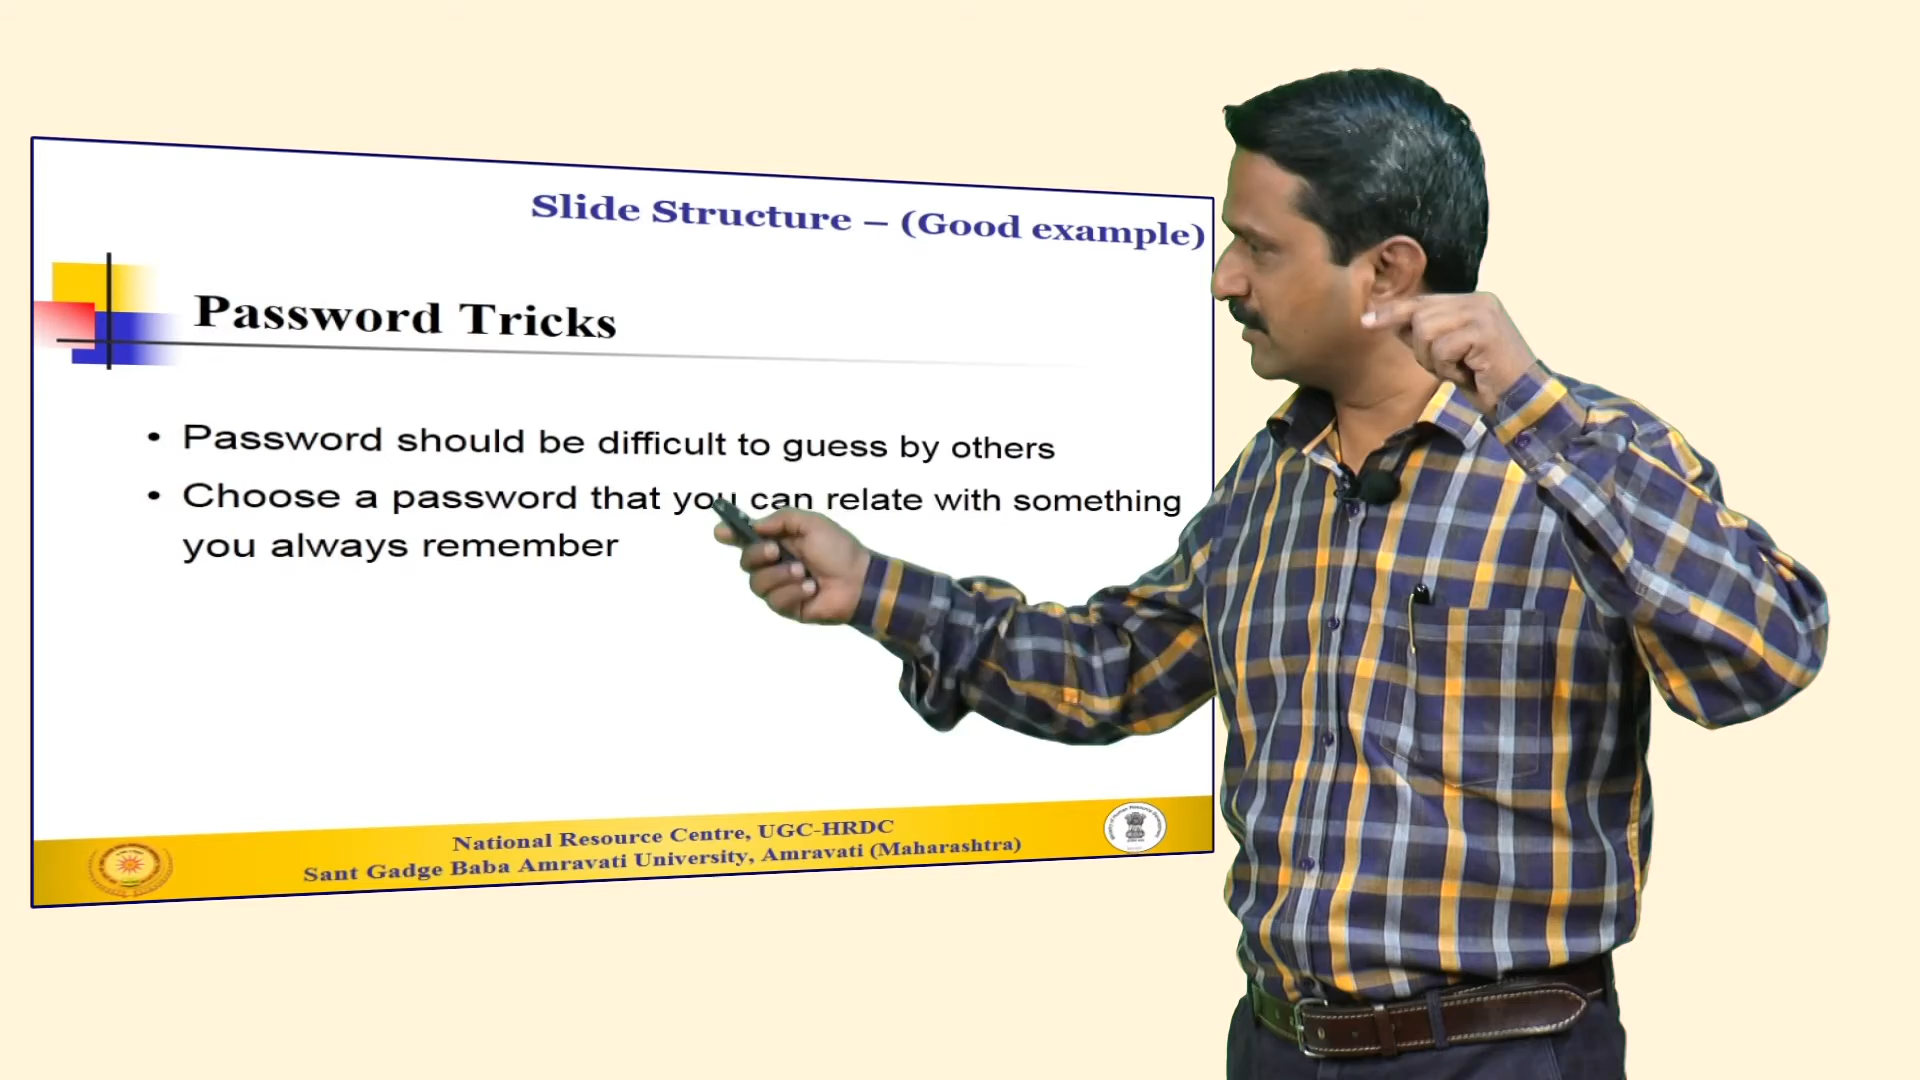 Slide Structure – (Good example)
Password Tricks
• Password should be difficult to guess by others
• Choose a password that you can relate with something
you always remember
National Resource Centre, UGC-HRDC
Sant Gadge Baba Amravati University, Amravati (Maharashtra)